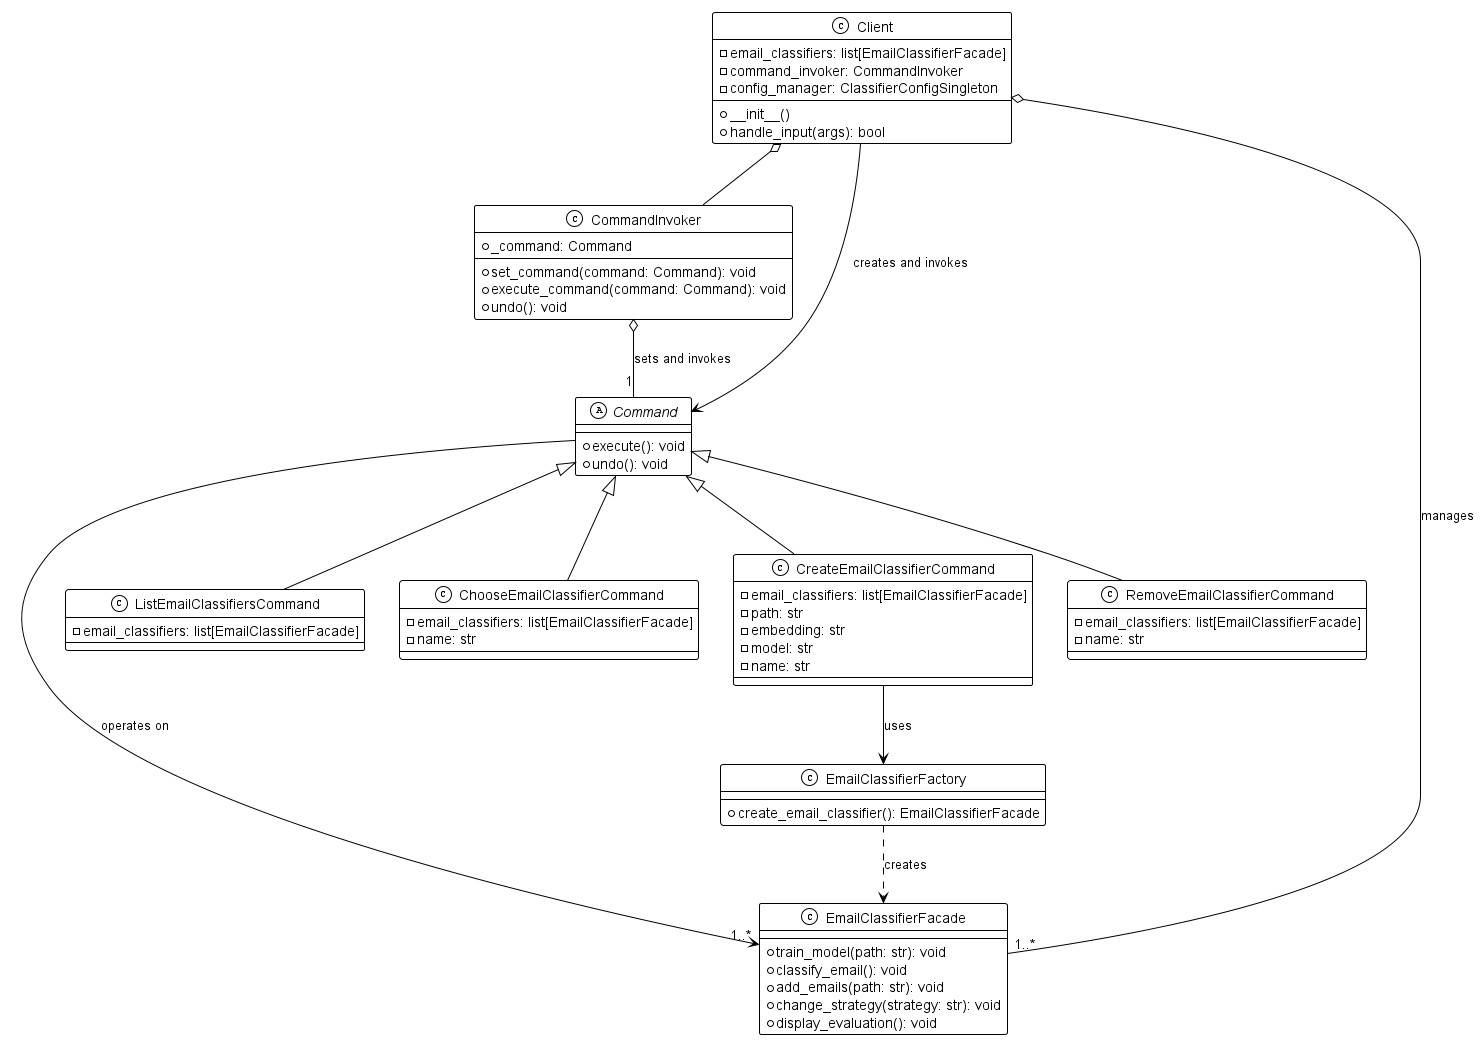 C Client
email_classifiers: list[EmailClassifierFacade]
command_invoker: CommandInvoker
config_manager: ClassifierConfigSingleton
__init__()
handle_input(args): bool
C CommandInvoker
_command: Command
set_command(command: Command): void
execute_command(command: Command): void
undo(): void
creates and invokes
sets and invokes
1
A Command
execute(): void
undo(): void
manages
C ListEmailClassifiersCommand
email_classifiers: list[EmailClassifierFacade]
C ChooseEmailClassifierCommand
email_classifiers: list[EmailClassifierFacade]
name: str
C CreateEmailClassifierCommand
email_classifiers: list[EmailClassifierFacade]
path: str
embedding: str
model: str
name: str
C RemoveEmailClassifierCommand
email_classifiers: list[EmailClassifierFacade]
name: str
operates on
uses
C EmailClassifierFactory
create_email_classifier(): EmailClassifierFacade
creates
1..*
1..*
C EmailClassifierFacade
train_model(path: str): void
classify_email(): void
add_emails(path: str): void
change_strategy(strategy: str): void
display_evaluation(): void